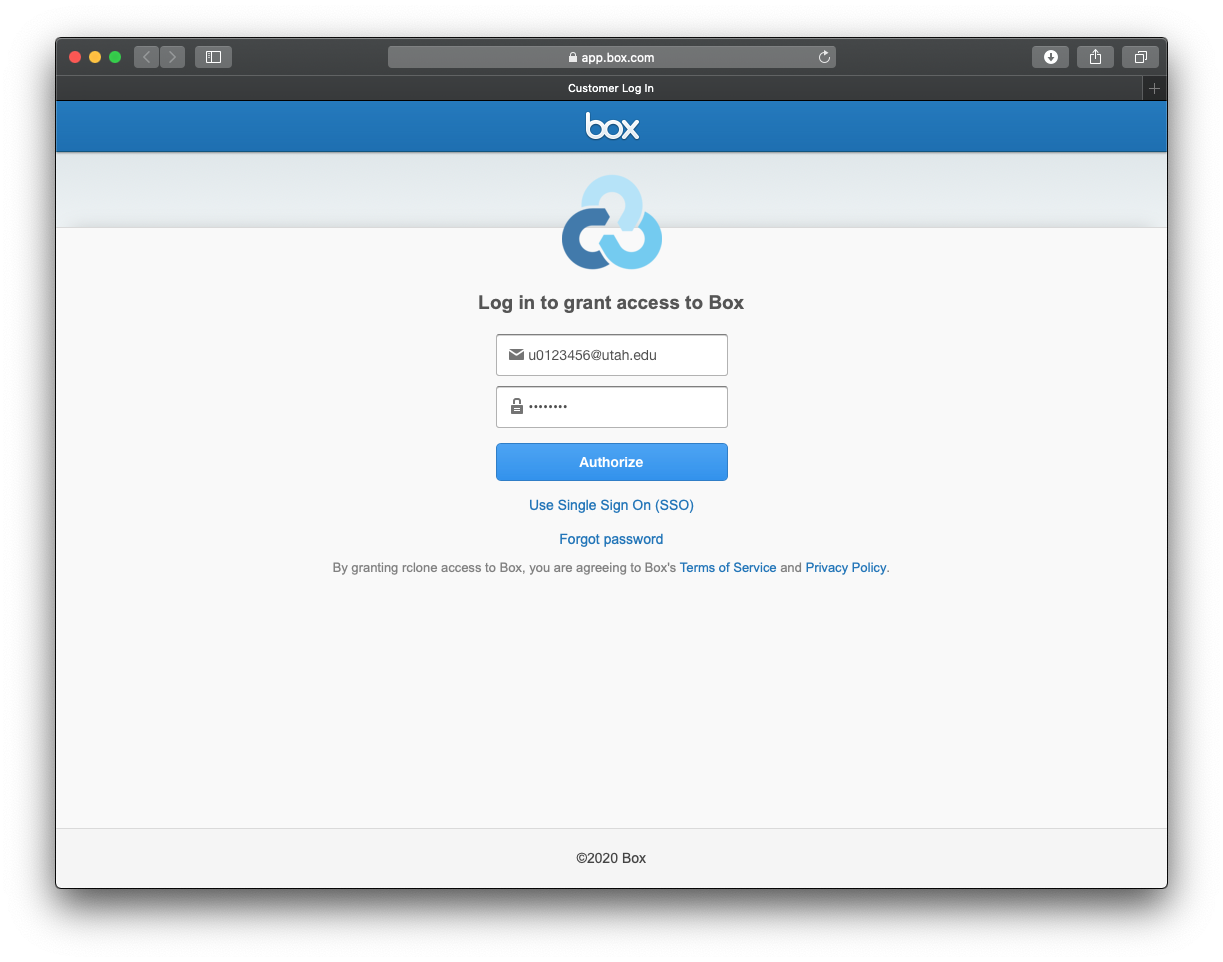 app.box.com
Customer Log In
box
Log in to grant access to Box
u0123456@utah.edu
••••••••
Authorize
Use Single Sign On (SSO)
Forgot password
By granting rclone access to Box, you are agreeing to Box's Terms of Service and Privacy Policy.
©2020 Box